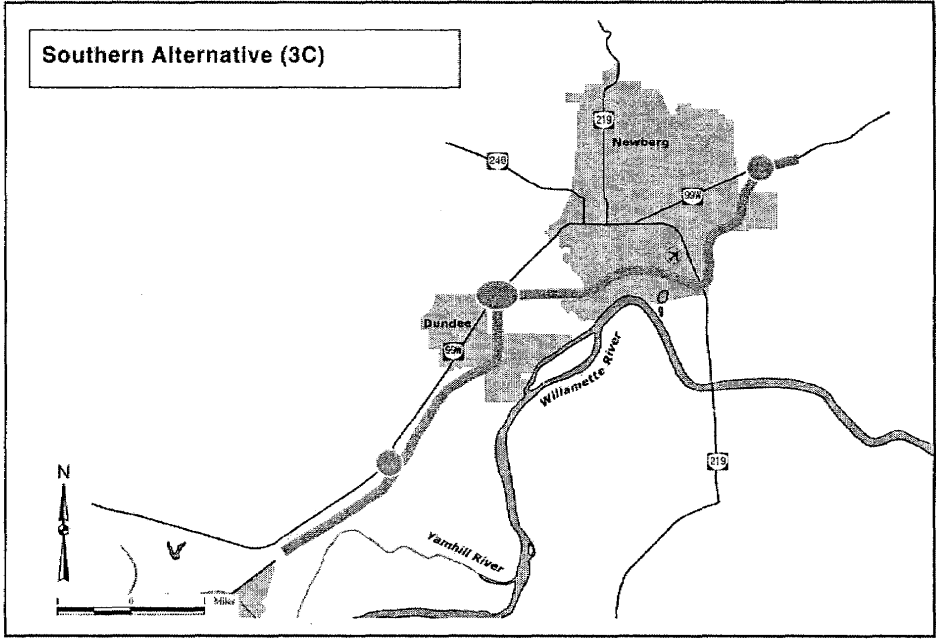 Southern Alternative (3C)
219
Newberg
240
99W
Dundee
99W
Willamette River
219
N
Yamhill River
Miles